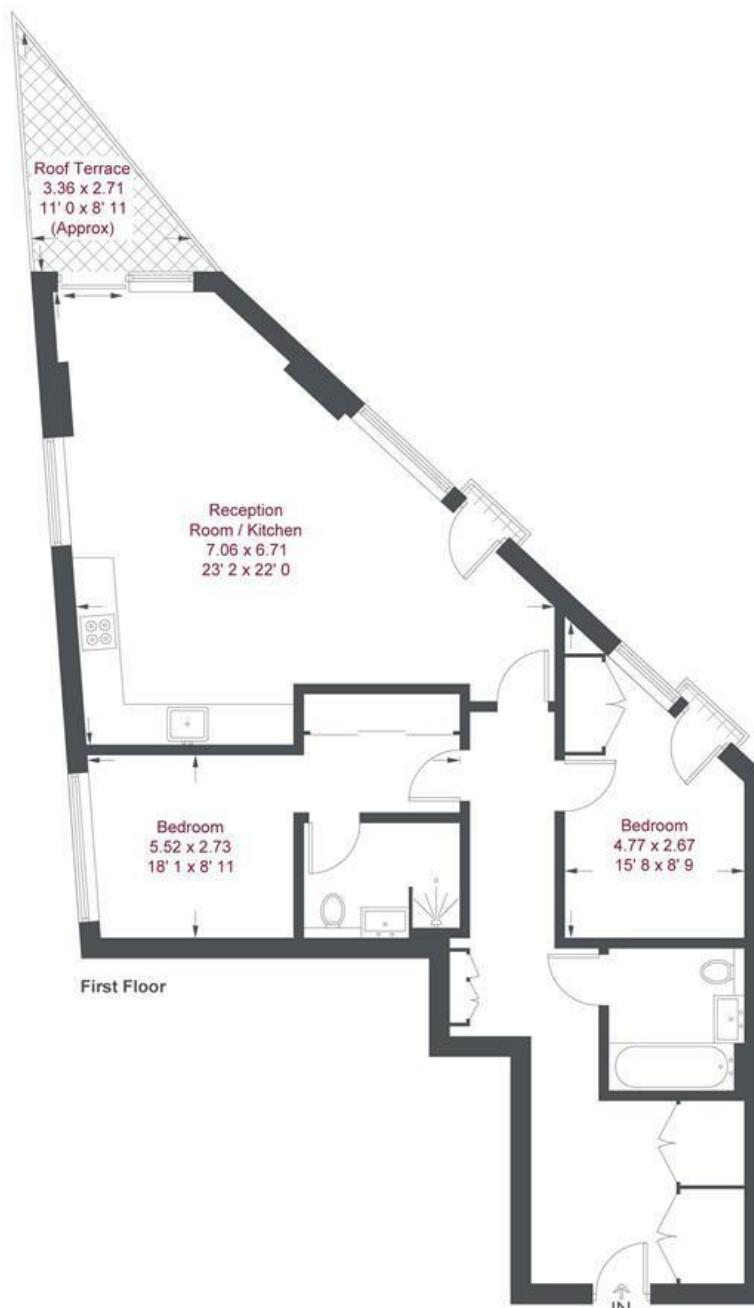 Roof Terrace
3.36 x 2.71
11' 0 x 8' 11
(Approx)
Reception
Room / Kitchen
7.06 x 6.71
23' 2 x 22' 0
Bedroom
5.52 x 2.73
18' 1 x 8' 11
Bedroom
4.77 x 2.67
15' 8 x 8' 9
First Floor
IN